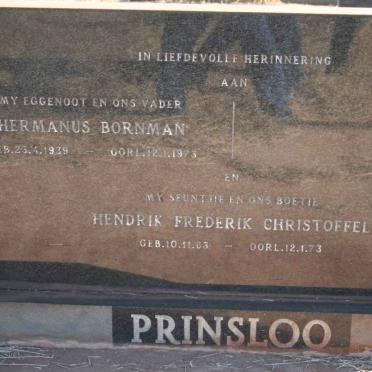 IN LIEFDEVOLLE HERINNERING
AAN
MY EGGENOOT EN ONS VADER
HERMANUS BORNMAN
GEB.23.4.1939 – OORL.12.1.1973
EN
MY SEUNTJIE EN ONS BOETIE
HENDRIK FREDERIK CHRISTOFFEL
GEB.10.11.63 – OORL.12.1.73
PRINSLOO